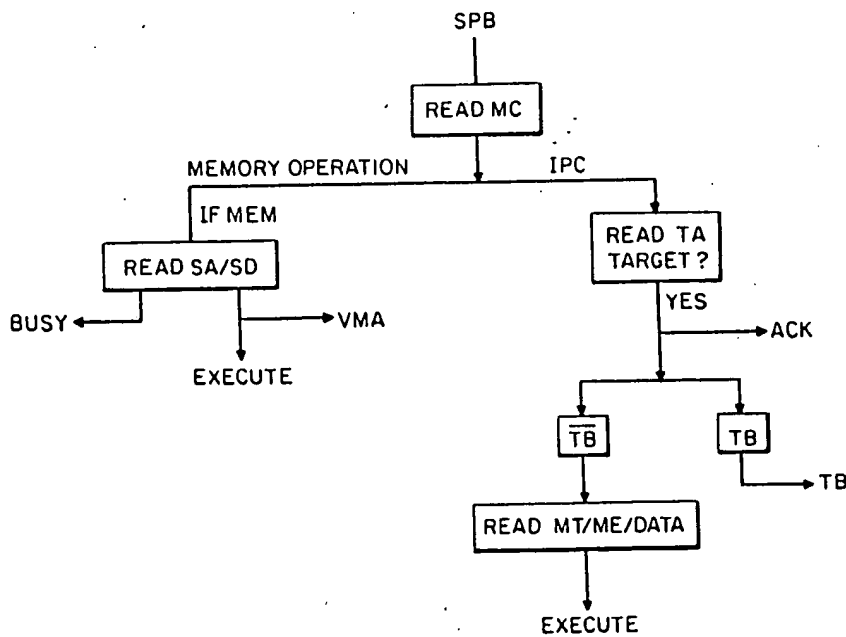 SPB
READ MC
MEMORY OPERATION
IPC
IF MEM
READ TA
TARGET?
READ SA/SD
YES
BUSY
VMA
ACK
EXECUTE
T̅B̅
TB
TB
READ MT/ME/DATA
EXECUTE